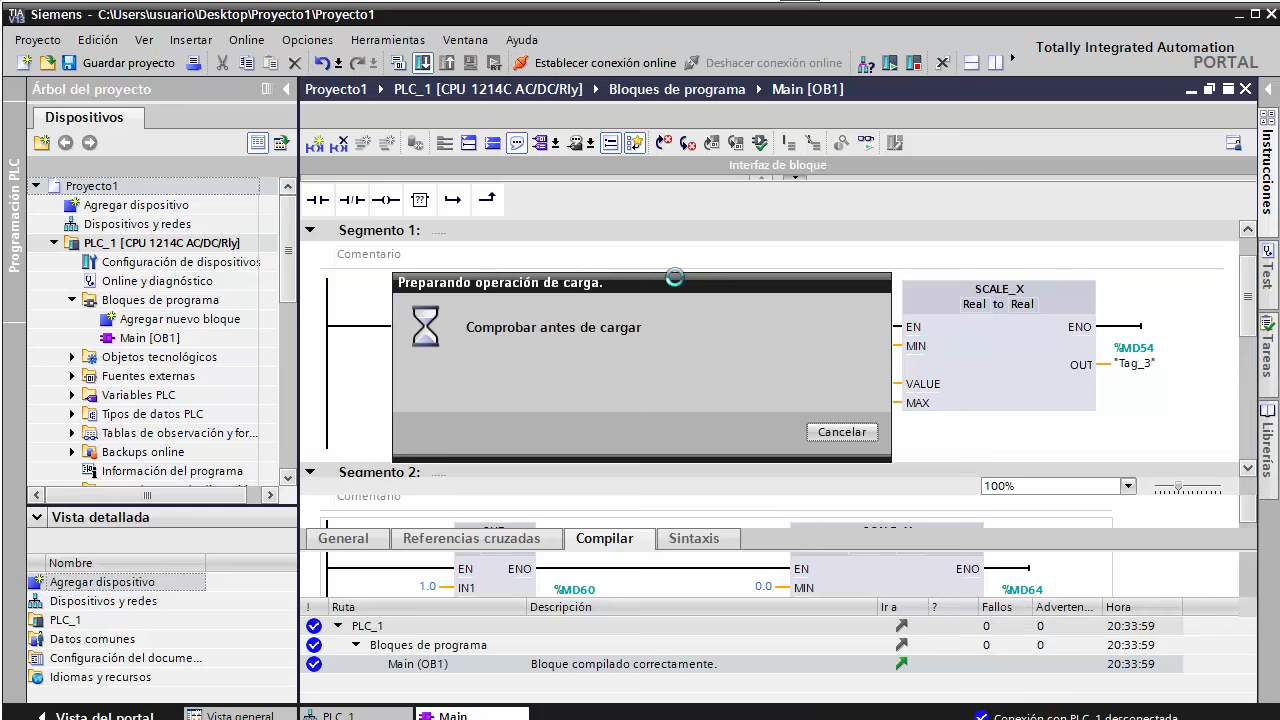 TIA V13 Siemens - C:\Users\usuario\Desktop\Proyecto1\Proyecto1
Proyecto Edición Ver Insertar Online Opciones Herramientas Ventana Ayuda
Totally Integrated Automation
PORTAL
Guardar proyecto Establecer conexión online Deshacer conexión online
Árbol del proyecto
Proyecto1 PLC_1 [CPU 1214C AC/DC/Rly] Bloques de programa Main [OB1]
Dispositivos
Programación PLC
Proyecto1
Agregar dispositivo
Dispositivos y redes
PLC_1 [CPU 1214C AC/DC/Rly]
Configuración de dispositivos
Online y diagnóstico
Bloques de programa
Agregar nuevo bloque
Main [OB1]
Objetos tecnológicos
Fuentes externas
Variables PLC
Tipos de datos PLC
Tablas de observación y for...
Backups online
Información del programa
Vista detallada
Nombre
Agregar dispositivo
Dispositivos y redes
PLC_1
Datos comunes
Configuración del docume...
Idiomas y recursos
Interfaz de bloque
??
Segmento 1: .....
Comentario
SCALE_X
Real to Real
EN ENO
MIN
%MD54
OUT "Tag_3"
VALUE
MAX
Preparando operación de carga.
Comprobar antes de cargar
Cancelar
Segmento 2: .....
Comentario
100%
General Referencias cruzadas Compilar Sintaxis
EN ENO EN ENO
1.0 IN1 %MD60 0.0 MIN %MD64
! Ruta Descripción Ir a ? Fallos Adverten... Hora
PLC_1 0 0 20:33:59
Bloques de programa 0 0 20:33:59
Main (OB1) Bloque compilado correctamente. 20:33:59
Instrucciones
Test
Tareas
Librerías
Vista del portal Vista general PLC_1 Main Conexión con PLC_1 desconectada